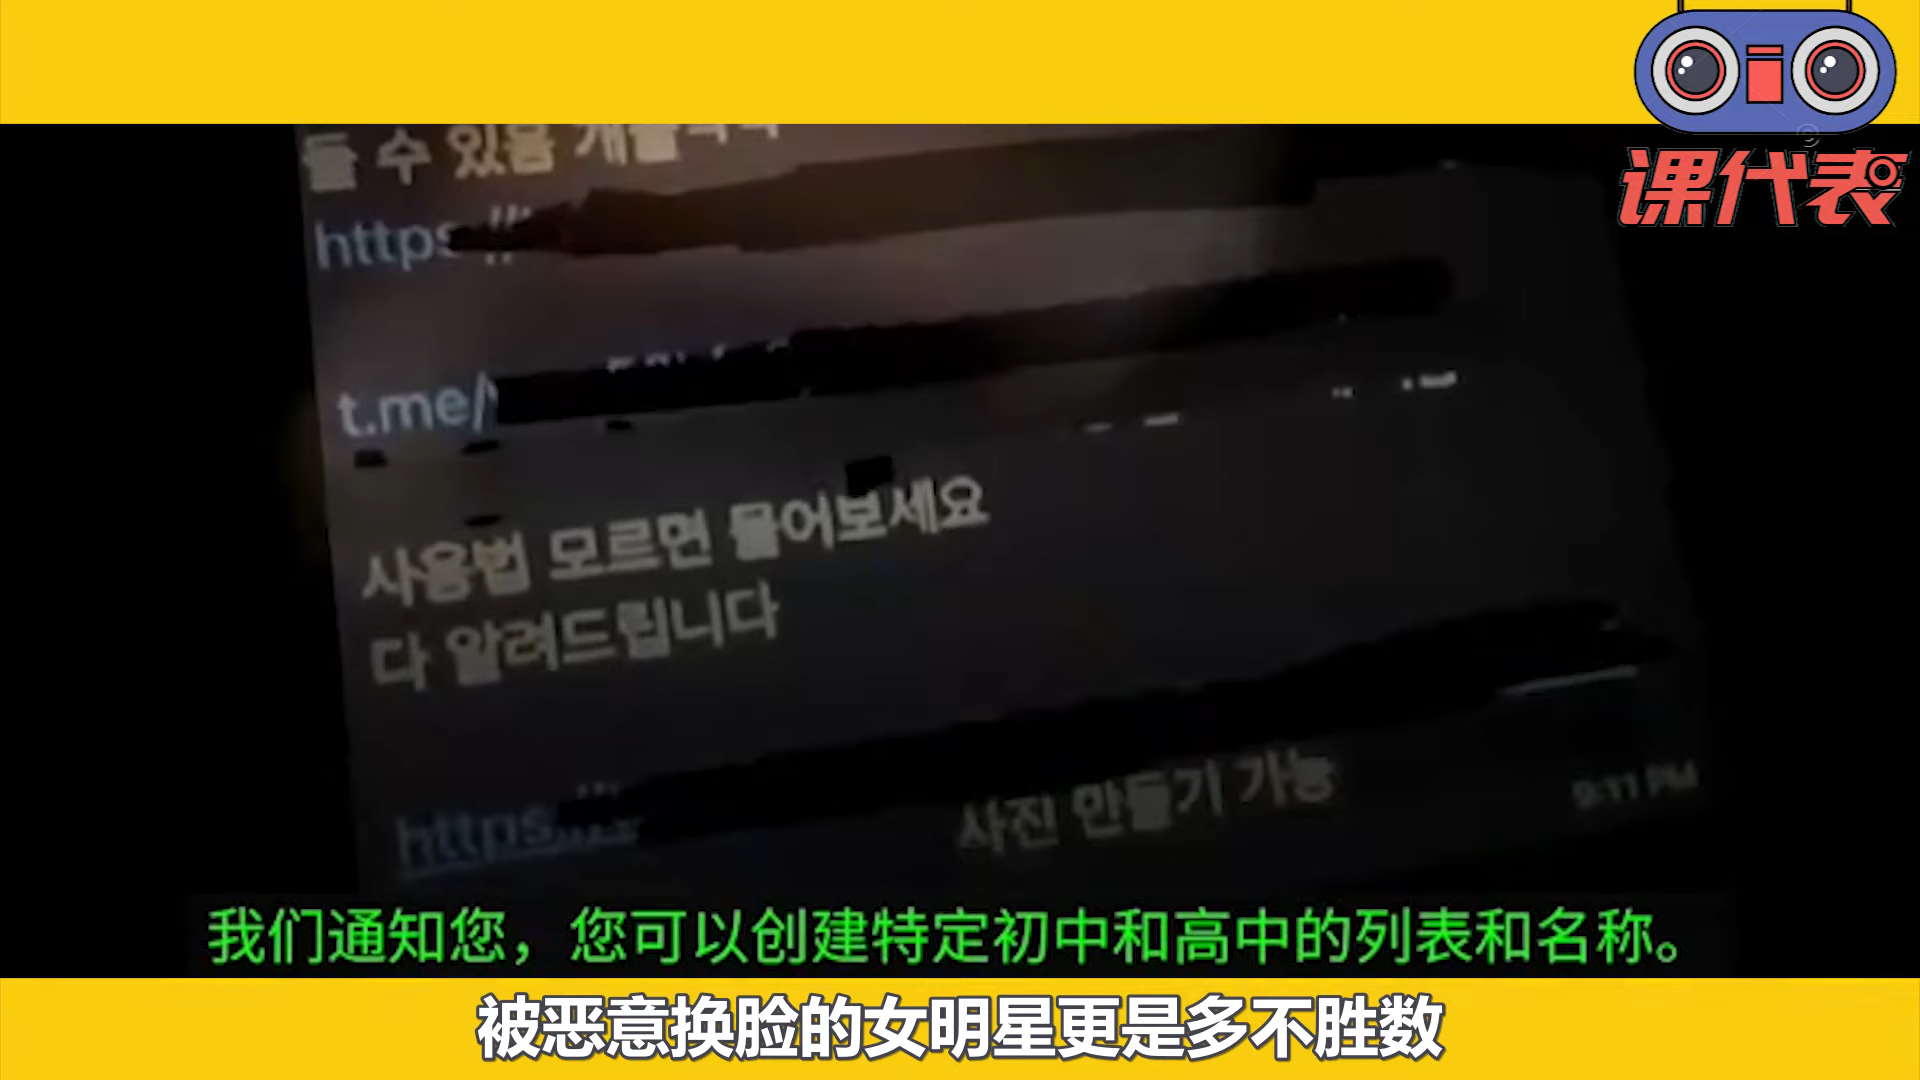 课代表
들 수 있음
https://
t.me/
사용법 모르면 물어보세요
다 알려드립니다
https://
사진 만들기 가능
9:11 PM
我们通知您，您可以创建特定初中和高中的列表和名称。
被恶意换脸的女明星更是多不胜数